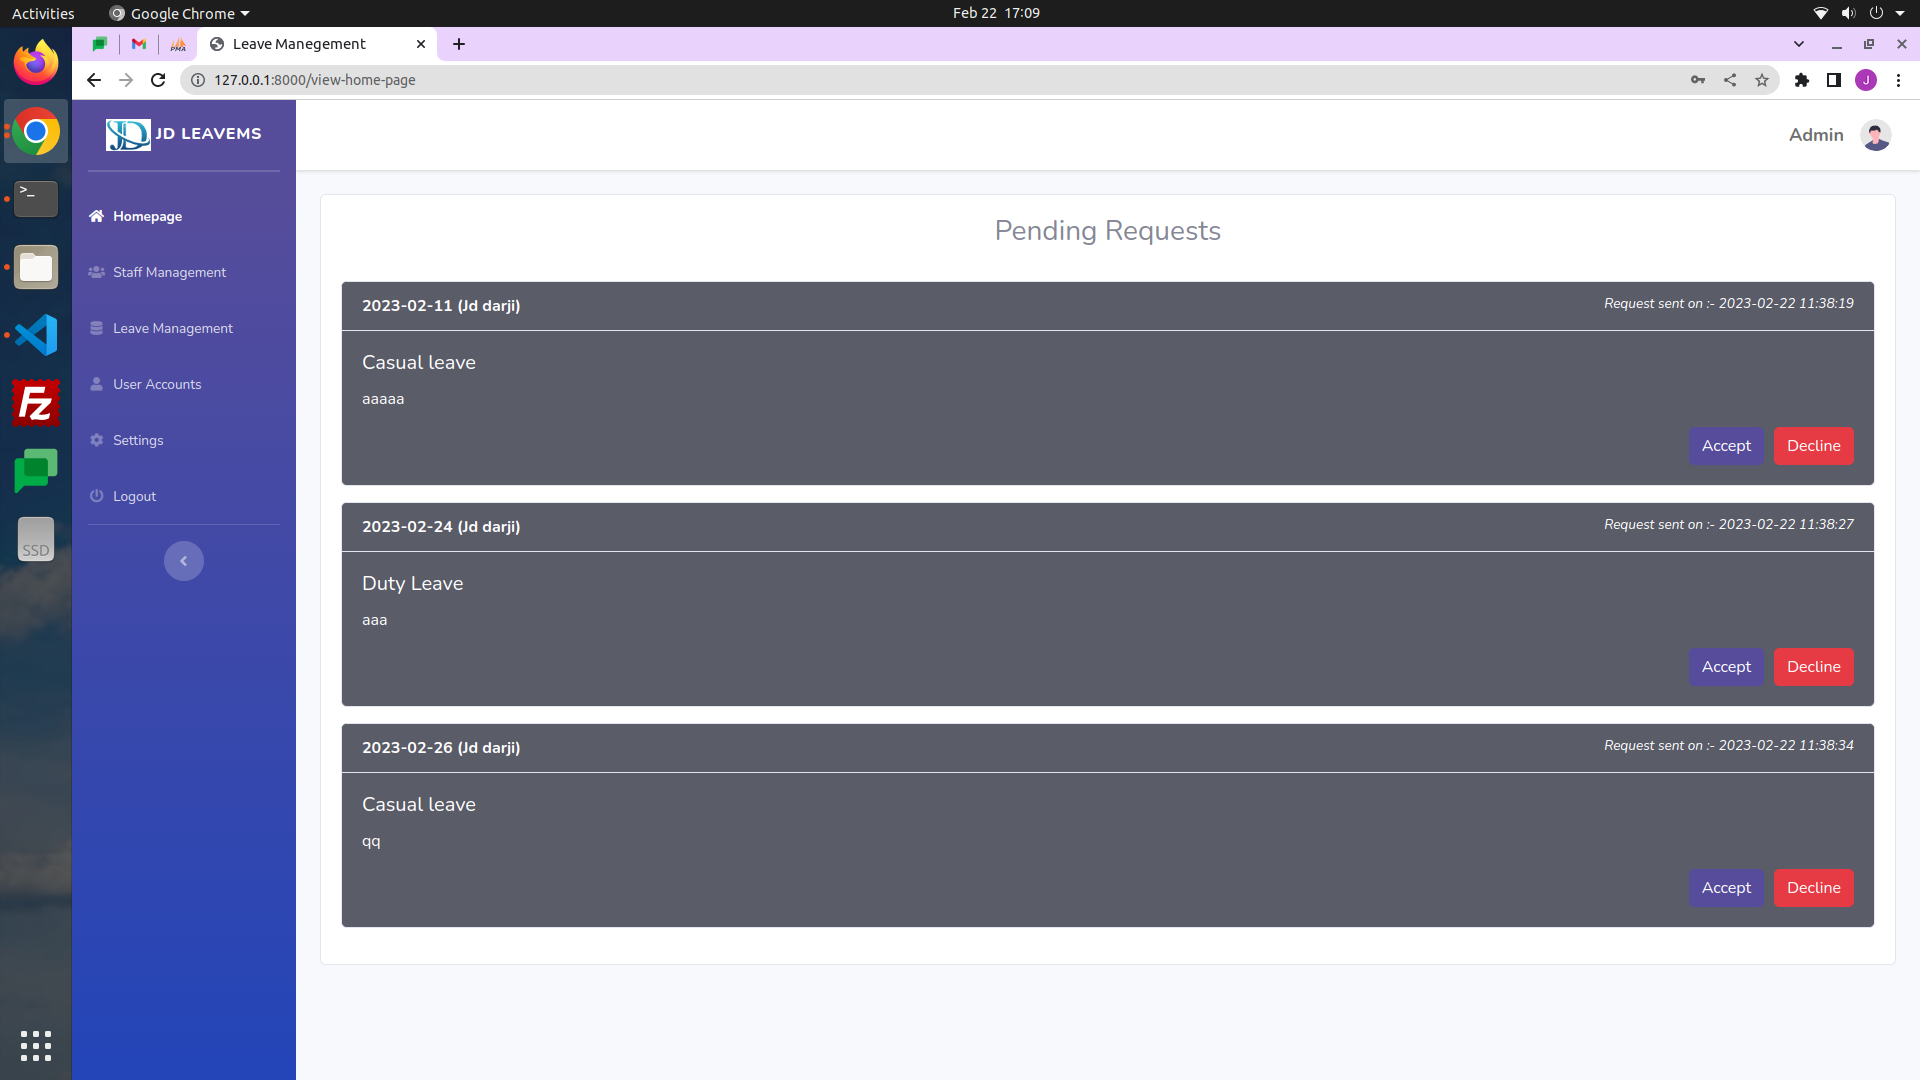 Activities
Google Chrome
Feb 22 17:09
PMA
Leave Manegement
127.0.0.1:8000/view-home-page
J
JD JD LEAVEMS
Admin
Homepage
Staff Management
Leave Management
User Accounts
Settings
Logout
>_
Fz
SSD
Pending Requests
2023-02-11 (Jd darji)
Request sent on :- 2023-02-22 11:38:19
Casual leave
aaaaa
Accept
Decline
2023-02-24 (Jd darji)
Request sent on :- 2023-02-22 11:38:27
Duty Leave
aaa
Accept
Decline
2023-02-26 (Jd darji)
Request sent on :- 2023-02-22 11:38:34
Casual leave
qq
Accept
Decline